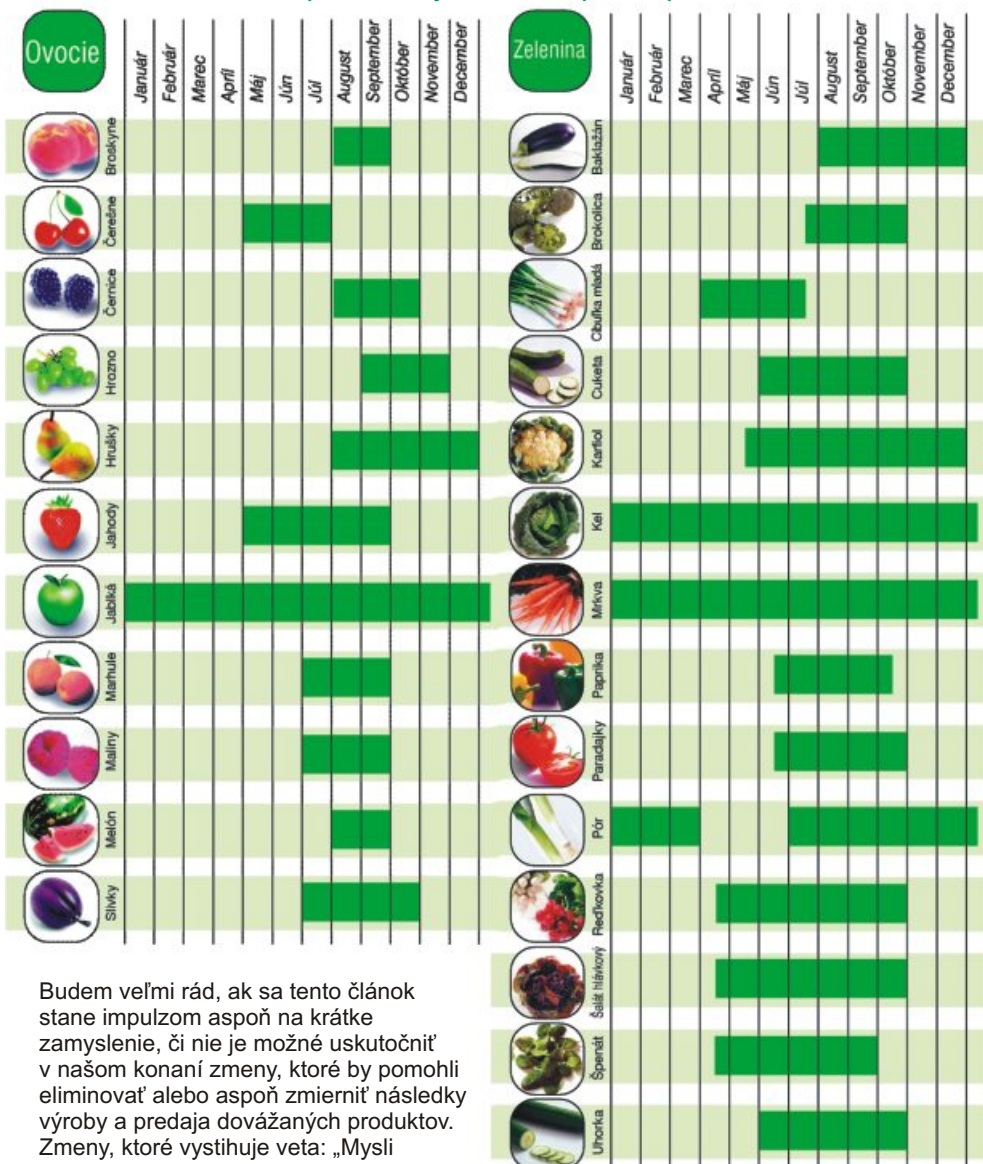 Ovocie
Január
Február
Marec
Apríl
Máj
Jún
Júl
August
September
Október
November
December
Broskyne
Čerešne
Černice
Hrozno
Hrušky
Jahody
Jablká
Marhule
Maliny
Melón
Slivky
Zelenina
Január
Február
Marec
Apríl
Máj
Jún
Júl
August
September
Október
November
December
Baklažán
Brokolica
Cibuľka mladá
Cuketa
Karfiol
Kel
Mrkva
Paprika
Paradajky
Pór
Reďkovka
Šalát hlávkový
Špenát
Uhorka
Budem veľmi rád, ak sa tento článok
stane impulzom aspoň na krátke
zamyslenie, či nie je možné uskutočniť
v našom konaní zmeny, ktoré by pomohli
eliminovať alebo aspoň zmierniť následky
výroby a predaja dovážaných produktov.
Zmeny, ktoré vystihuje veta: „Mysli